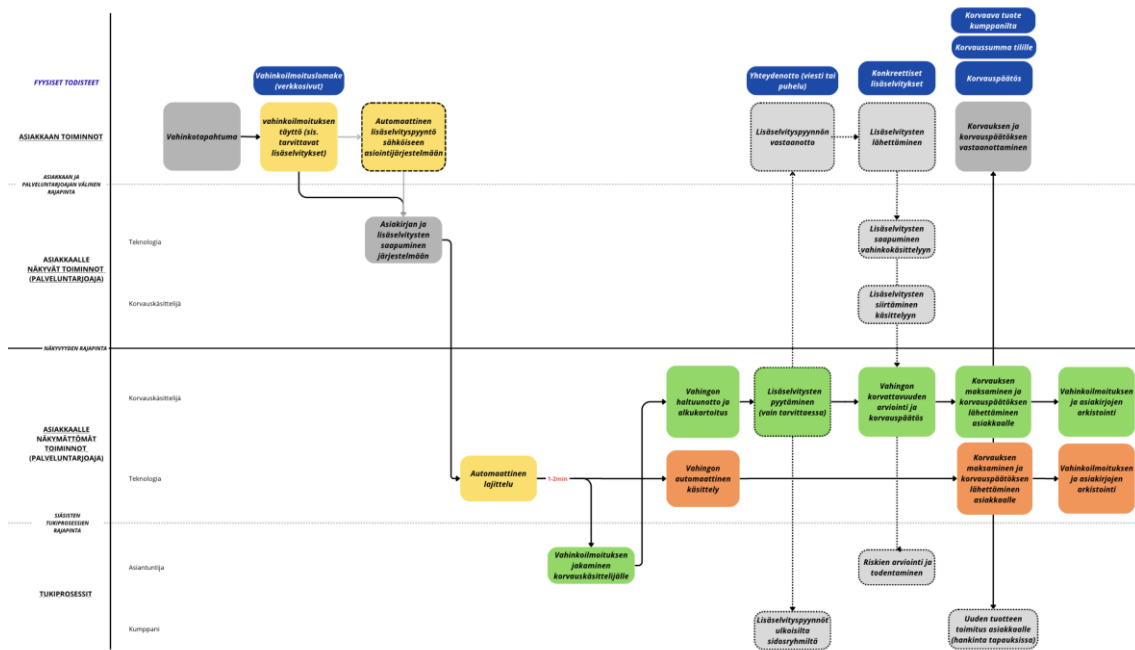 Korvaava tuote
kumppanilta
Korvaussumma tilille
FYYSISET TODISTEET
Vahinkoilmoituslomake
(verkkosivut)
Yhteydenotto (viesti tai
puhelu)
Konkreettiset
lisäselvitykset
Korvauspäätös
ASIAKKAAN TOIMINNOT
Vahinkotapahtuma
vahinkoilmoituksen
täyttö (sis.
tarvittavat
lisäselvitykset)
Automaattinen
lisäselvityspyyntö
sähköiseen
asiointijärjestelmään
Lisäselvityspyynnön
vastaanotto
Lisäselvitysten
lähettäminen
Korvauksen ja
korvauspäätöksen
vastaanottaminen
ASIAKKAAN JA
PALVELUNTARJOAJAN VÄLINEN
RAJAPINTA
Teknologia
Asiakirjan ja
lisäselvitysten
saapuminen
järjestelmään
Lisäselvitysten
saapuminen
vahinkokäsittelyyn
ASIAKKAALLE
NÄKYVÄT TOIMINNOT
(PALVELUNTARJOAJA)
Korvauskäsittelijä
Lisäselvitysten
siirtäminen
käsittelyyn
NÄKYVYYDEN RAJAPINTA
Korvauskäsittelijä
Vahingon
haltuunotto ja
alkukartoitus
Lisäselvitysten
pyytäminen
(vain tarvittaessa)
Vahingon
korvattavuuden
arviointi ja
korvauspäätös
Korvauksen
maksaminen ja
korvauspäätöksen
lähettäminen
asiakkaalle
Vahinkoilmoituksen
ja asiakirjojen
arkistointi
ASIAKKAALLE
NÄKYMÄTTÖMÄT
TOIMINNOT
(PALVELUNTARJOAJA)
Teknologia
Automaattinen
lajittelu
1-2min
Vahingon
automaattinen
käsittely
Korvauksen
maksaminen ja
korvauspäätöksen
lähettäminen
asiakkaalle
Vahinkoilmoituksen
ja asiakirjojen
arkistointi
SISÄISTEN
TUKIPROSESSIEN
RAJAPINTA
Asiantuntija
Vahinkoilmoituksen
jakaminen
korvauskäsittelijälle
Riskien arviointi ja
todentaminen
TUKIPROSESSIT
Kumppani
Lisäselvityspyynnöt
ulkoisilta
sidosryhmiltä
Uuden tuotteen
toimitus asiakkaalle
(hankinta tapauksissa)